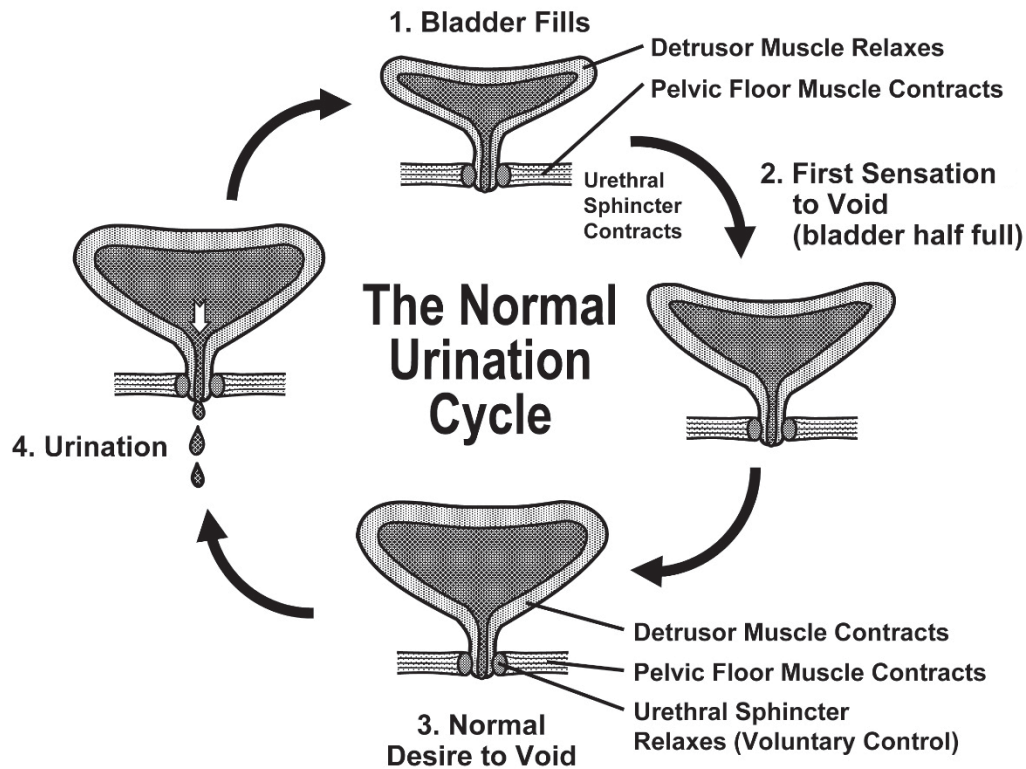 1. Bladder Fills
Detrusor Muscle Relaxes
Pelvic Floor Muscle Contracts
Urethral
Sphincter
Contracts
2. First Sensation
to Void
(bladder half full)
The Normal
Urination
Cycle
4. Urination
Detrusor Muscle Contracts
Pelvic Floor Muscle Contracts
Urethral Sphincter
Relaxes (Voluntary Control)
3. Normal
Desire to Void